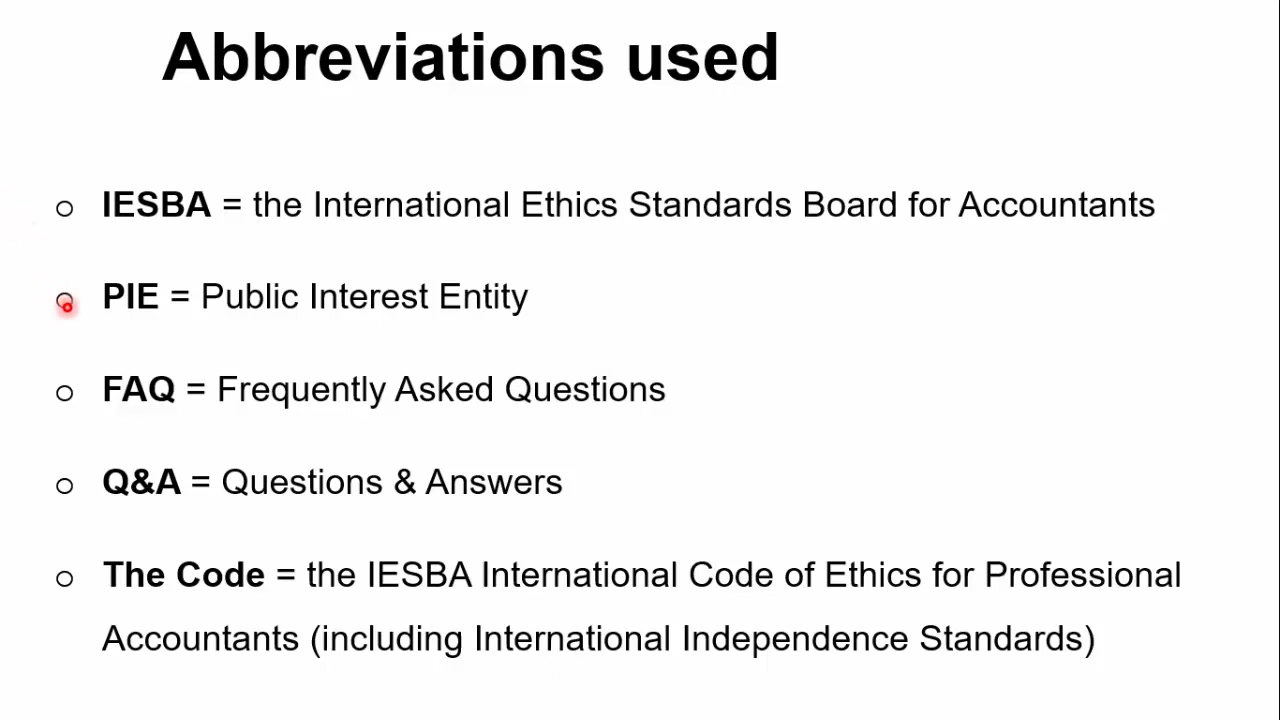 Abbreviations used
IESBA = the International Ethics Standards Board for Accountants
PIE = Public Interest Entity
FAQ = Frequently Asked Questions
Q&A = Questions & Answers
The Code = the IESBA International Code of Ethics for Professional
Accountants (including International Independence Standards)